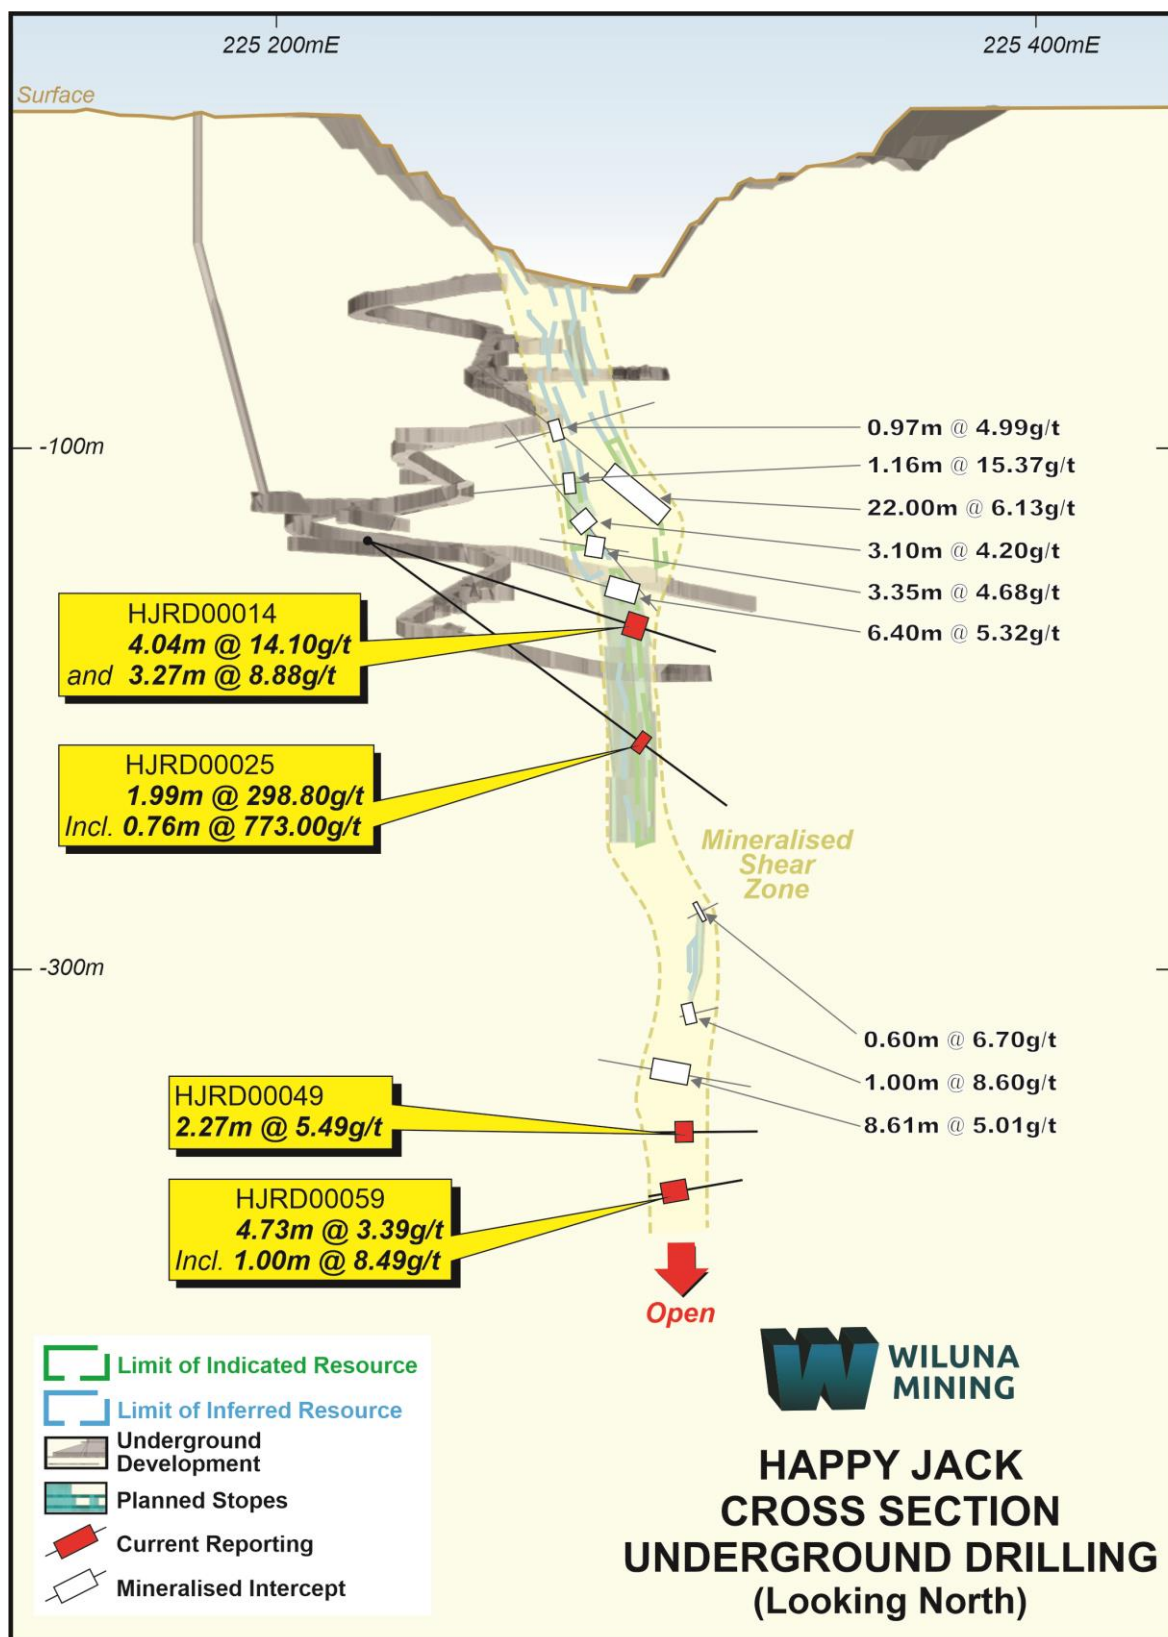 225 200mE
225 400mE
Surface
-100m
0.97m @ 4.99g/t
1.16m @ 15.37g/t
22.00m @ 6.13g/t
3.10m @ 4.20g/t
3.35m @ 4.68g/t
6.40m @ 5.32g/t
HJRD00014
4.04m @ 14.10g/t
and 3.27m @ 8.88g/t
HJRD00025
1.99m @ 298.80g/t
Incl. 0.76m @ 773.00g/t
Mineralised
Shear
Zone
-300m
0.60m @ 6.70g/t
1.00m @ 8.60g/t
8.61m @ 5.01g/t
HJRD00049
2.27m @ 5.49g/t
HJRD00059
4.73m @ 3.39g/t
Incl. 1.00m @ 8.49g/t
Open
Limit of Indicated Resource
Limit of Inferred Resource
Underground
Development
Planned Stopes
Current Reporting
Mineralised Intercept
WILUNA
MINING
HAPPY JACK
CROSS SECTION
UNDERGROUND DRILLING
(Looking North)